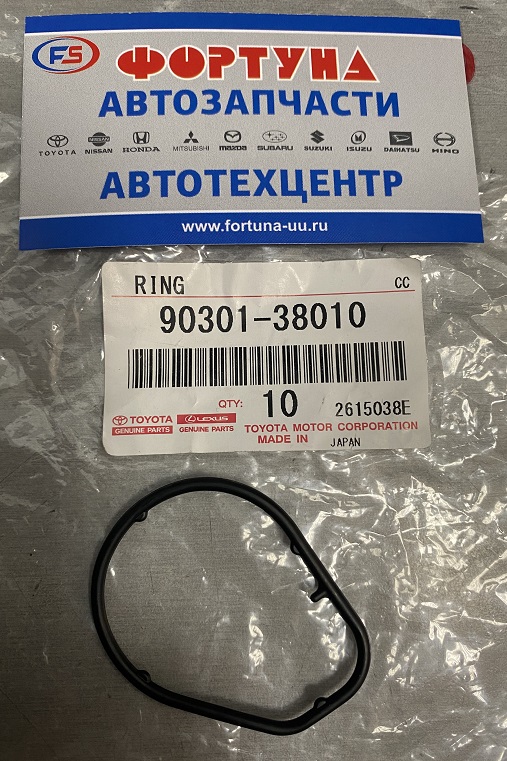 FS
ФОРТУНА
АВТОЗАПЧАСТИ
TOYOTA NISSAN HONDA MITSUBISHI mazda SUBARU SUZUKI ISUZU DAIHATSU HINO
АВТОТЕХЦЕНТР
www.fortuna-uu.ru
RING CC
90301-38010
QTY: 10 2615038E
TOYOTA LEXUS TOYOTA MOTOR CORPORATION
GENUINE PARTS GENUINE PARTS MADE IN JAPAN